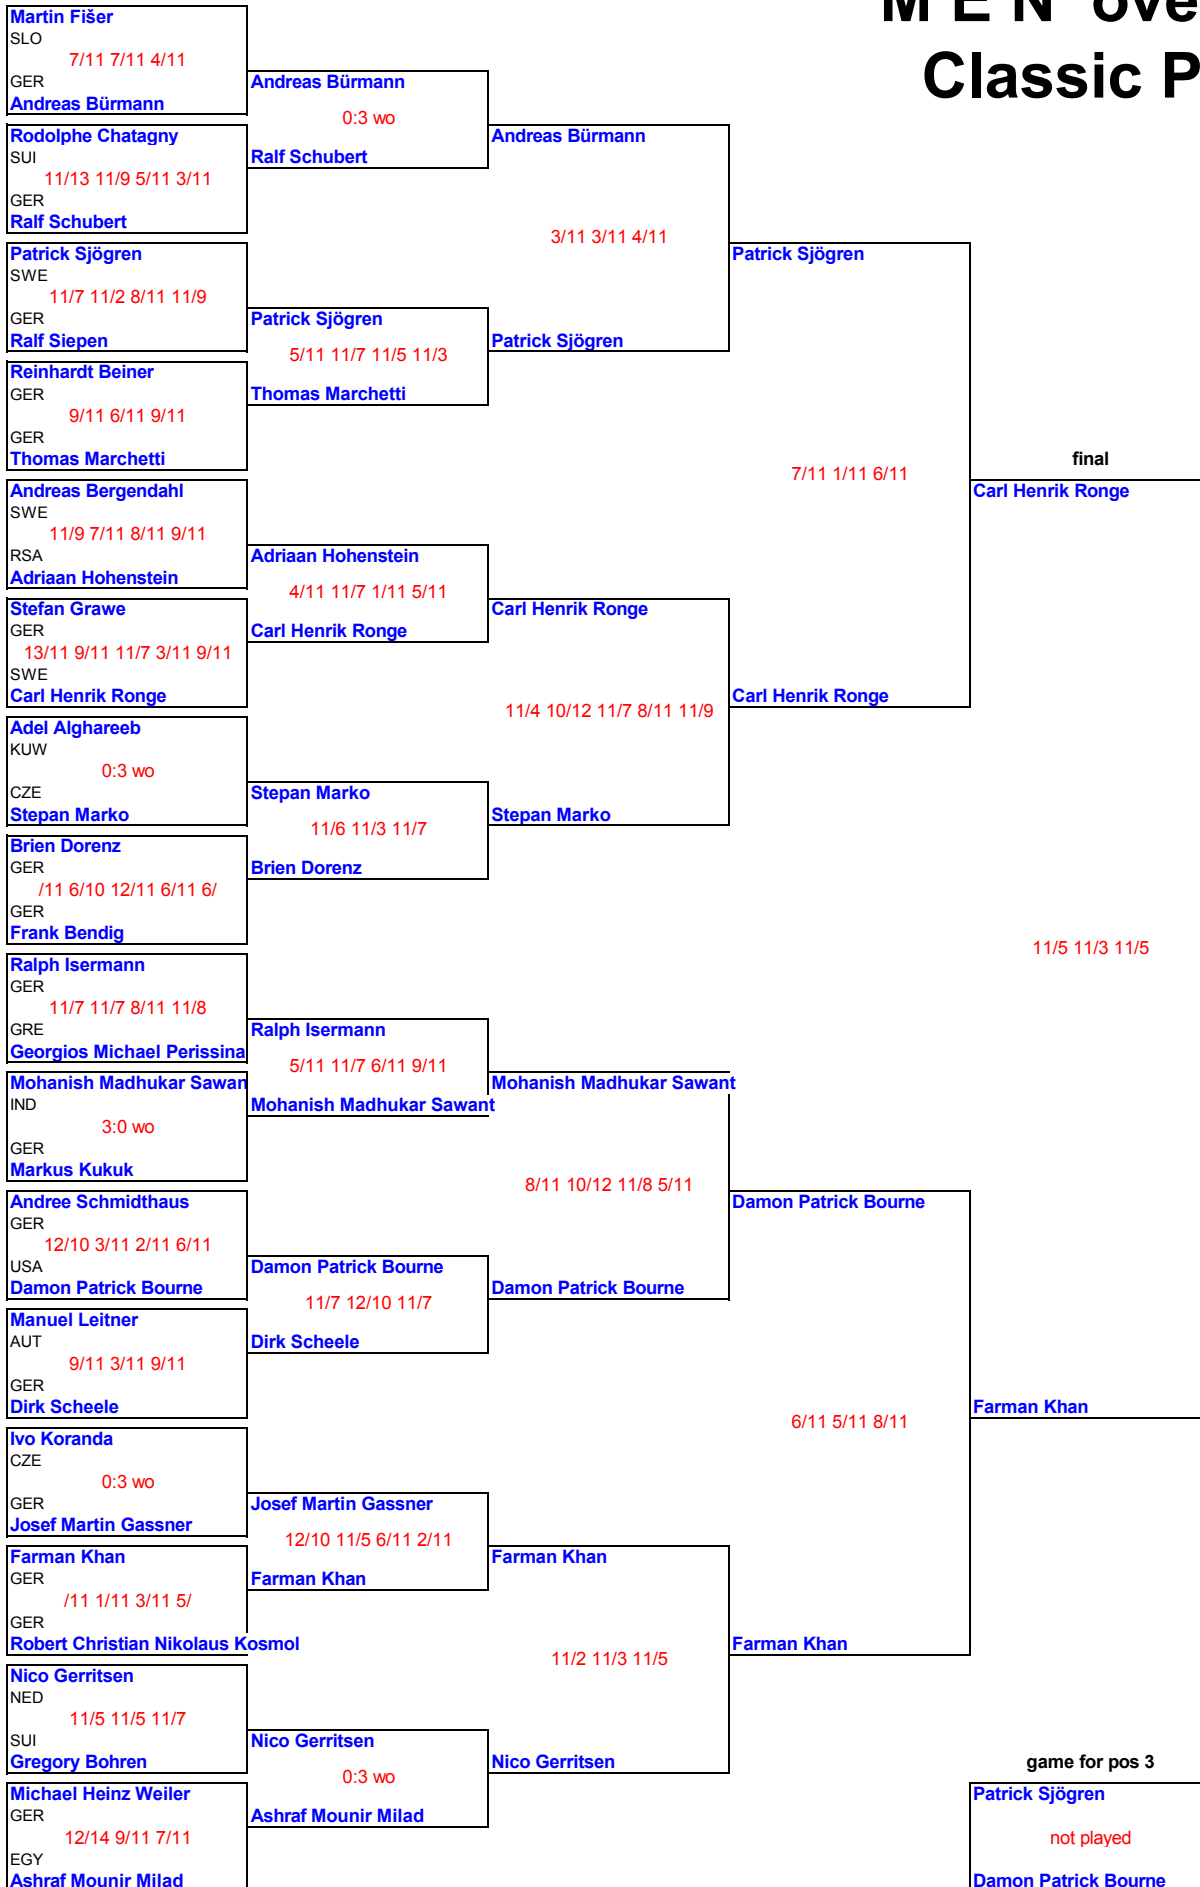 M E N ove
Classic P
Martin Fišer
SLO
7/11 7/11 4/11
GER
Andreas Bürmann
Rodolphe Chatagny
SUI
11/13 11/9 5/11 3/11
GER
Ralf Schubert
Patrick Sjögren
SWE
11/7 11/2 8/11 11/9
GER
Ralf Siepen
Reinhardt Beiner
GER
9/11 6/11 9/11
GER
Thomas Marchetti
Andreas Bergendahl
SWE
11/9 7/11 8/11 9/11
RSA
Adriaan Hohenstein
Stefan Grawe
GER
13/11 9/11 11/7 3/11 9/11
SWE
Carl Henrik Ronge
Adel Alghareeb
KUW
0:3 wo
CZE
Stepan Marko
Brien Dorenz
GER
/11 6/10 12/11 6/11 6/
GER
Frank Bendig
Ralph Isermann
GER
11/7 11/7 8/11 11/8
GRE
Georgios Michael Perissina
Mohanish Madhukar Sawan
IND
3:0 wo
GER
Markus Kukuk
Andree Schmidthaus
GER
12/10 3/11 2/11 6/11
USA
Damon Patrick Bourne
Manuel Leitner
AUT
9/11 3/11 9/11
GER
Dirk Scheele
Ivo Koranda
CZE
0:3 wo
GER
Josef Martin Gassner
Farman Khan
GER
/11 1/11 3/11 5/
GER
Robert Christian Nikolaus Kosmol
Nico Gerritsen
NED
11/5 11/5 11/7
SUI
Gregory Bohren
Michael Heinz Weiler
GER
12/14 9/11 7/11
EGY
Ashraf Mounir Milad
Andreas Bürmann
0:3 wo
Ralf Schubert
Patrick Sjögren
5/11 11/7 11/5 11/3
Thomas Marchetti
Adriaan Hohenstein
4/11 11/7 1/11 5/11
Carl Henrik Ronge
Stepan Marko
11/6 11/3 11/7
Brien Dorenz
Ralph Isermann
5/11 11/7 6/11 9/11
Mohanish Madhukar Sawant
Damon Patrick Bourne
11/7 12/10 11/7
Dirk Scheele
Josef Martin Gassner
12/10 11/5 6/11 2/11
Farman Khan
Nico Gerritsen
0:3 wo
Ashraf Mounir Milad
Andreas Bürmann
3/11 3/11 4/11
Patrick Sjögren
Carl Henrik Ronge
11/4 10/12 11/7 8/11 11/9
Stepan Marko
Mohanish Madhukar Sawant
8/11 10/12 11/8 5/11
Damon Patrick Bourne
Farman Khan
11/2 11/3 11/5
Nico Gerritsen
Patrick Sjögren
7/11 1/11 6/11
Carl Henrik Ronge
Damon Patrick Bourne
6/11 5/11 8/11
Farman Khan
final
Carl Henrik Ronge
11/5 11/3 11/5
Farman Khan
game for pos 3
Patrick Sjögren
not played
Damon Patrick Bourne